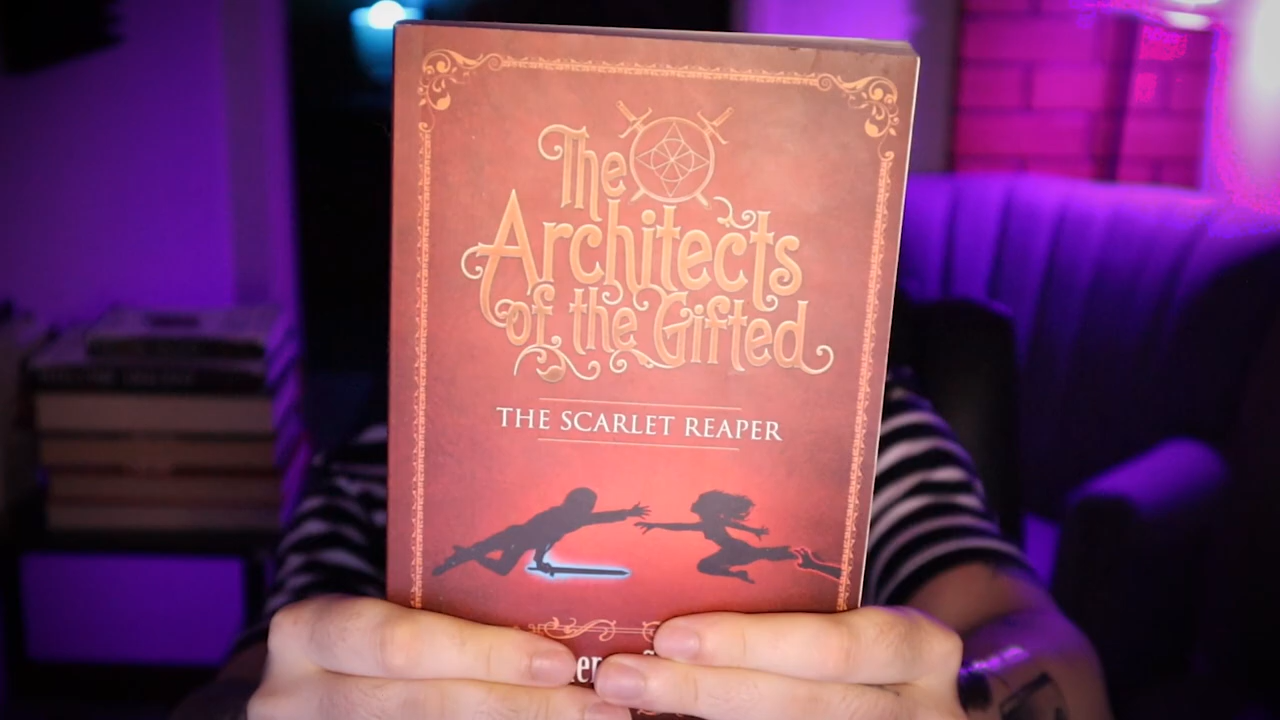 The
Architects
of the Gifted
THE SCARLET REAPER